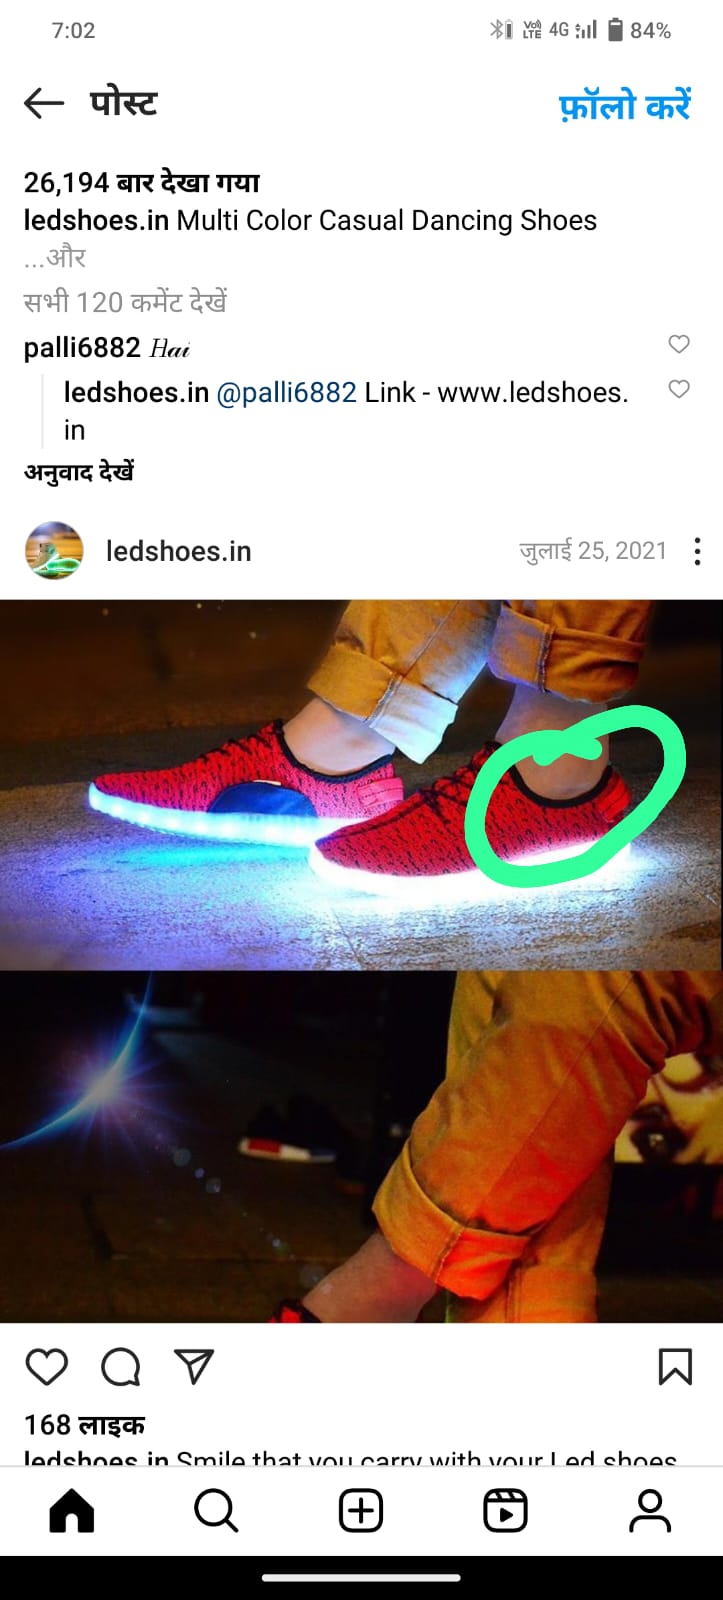 7:02 Vo) LTE 4G 84%
पोस्ट फ़ॉलो करें
26,194 बार देखा गया
ledshoes.in Multi Color Casual Dancing Shoes
...और
सभी 120 कमेंट देखें
palli6882 Hai
ledshoes.in @palli6882 Link - www.ledshoes.
in
अनुवाद देखें
ledshoes.in जुलाई 25, 2021
168 लाइक
ledshoes.in Smile that you carry with your Led shoes